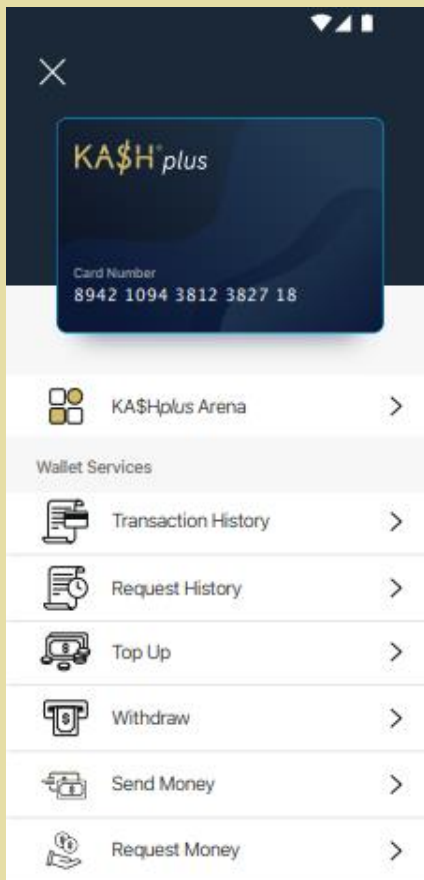 KA$H® plus
Card Number
8942 1094 3812 3827 18
KA$Hplus Arena
Wallet Services
Transaction History
Request History
Top Up
Withdraw
Send Money
Request Money